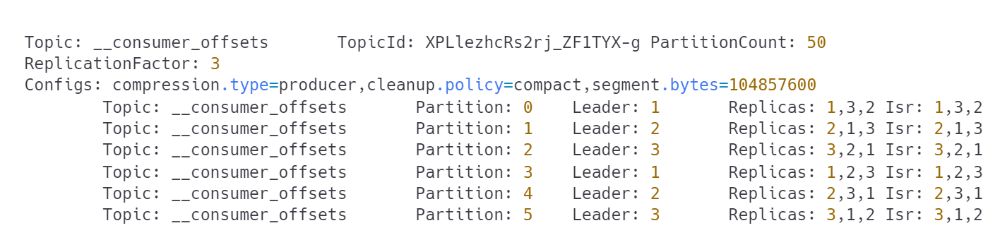 Topic: __consumer_offsets       TopicId: XPLlezhcRs2rj_ZF1TYX-g PartitionCount: 50
ReplicationFactor: 3
Configs: compression.type=producer,cleanup.policy=compact,segment.bytes=104857600
        Topic: __consumer_offsets       Partition: 0    Leader: 1       Replicas: 1,3,2 Isr: 1,3,2
        Topic: __consumer_offsets       Partition: 1    Leader: 2       Replicas: 2,1,3 Isr: 2,1,3
        Topic: __consumer_offsets       Partition: 2    Leader: 3       Replicas: 3,2,1 Isr: 3,2,1
        Topic: __consumer_offsets       Partition: 3    Leader: 1       Replicas: 1,2,3 Isr: 1,2,3
        Topic: __consumer_offsets       Partition: 4    Leader: 2       Replicas: 2,3,1 Isr: 2,3,1
        Topic: __consumer_offsets       Partition: 5    Leader: 3       Replicas: 3,1,2 Isr: 3,1,2